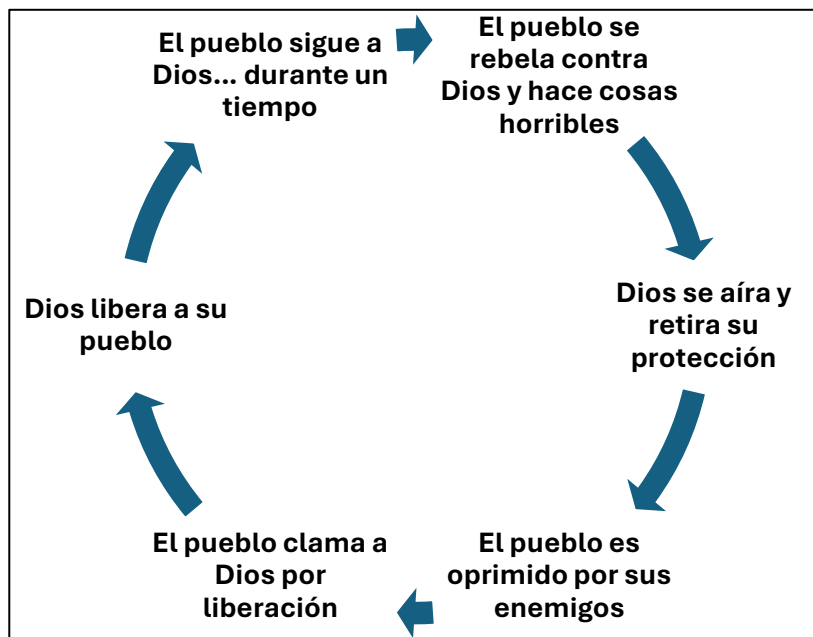 El pueblo sigue a
Dios... durante un
tiempo
El pueblo se
rebela contra
Dios y hace cosas
horribles
Dios se aíra y
retira su
protección
El pueblo es
oprimido por sus
enemigos
El pueblo clama a
Dios por
liberación
Dios libera a su
pueblo